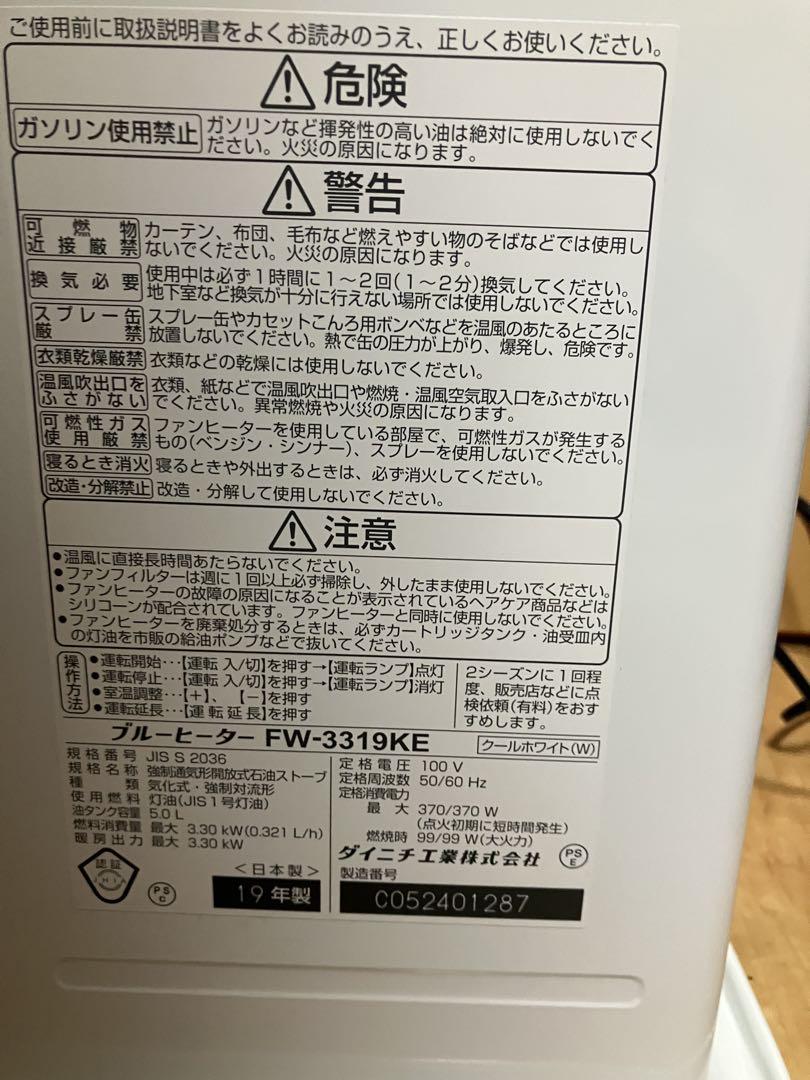 ご使用前に取扱説明書をよくお読みのうえ、正しくお使いください。
危険
ガソリン使用禁止 ガソリンなど揮発性の高い油は絶対に使用しないでく
ださい。火災の原因になります。
警告
可燃物 カーテン、布団、毛布など燃えやすい物のそばなどでは使用し
近接厳禁 ないでください。火災の原因になります。
換気必要 使用中は必ず1時間に1〜2回(1〜2分)換気してください。
地下室など換気が十分に行えない場所では使用しないでください。
スプレー缶 スプレー缶やカセットこんろ用ボンベなどを温風のあたるところに
厳禁 放置しないでください。熱で缶の圧力が上がり、爆発し、危険です。
衣類乾燥厳禁 衣類などの乾燥には使用しないでください。
温風吹出口を 衣類、紙などで温風吹出口や燃焼・温風空気取入口をふさがない
ふさがない でください。異常燃焼や火災の原因になります。
可燃性ガス ファンヒーターを使用している部屋で、可燃性ガスが発生する
使用厳禁 もの(ベンジン・シンナー)、スプレーを使用しないでください。
寝るとき消火 寝るときや外出するときは、必ず消火してください。
改造・分解禁止 改造・分解して使用しないでください。
注意
●温風に直接長時間あたらないでください。
●ファンフィルターは週に1回以上必ず掃除し、外したまま使用しないでください。
●ファンヒーターの故障の原因になることが表示されているヘアケア商品などは
シリコーンが配合されています。ファンヒーターと同時に使用しないでください。
●ファンヒーターを廃棄処分するときは、必ずカートリッジタンク・油受皿内
の灯油を市販の給油ポンプなどで抜いてください。
操作方法
●運転開始…【運転 入/切】を押す→【運転ランプ】点灯
●運転停止…【運転 入/切】を押す→【運転ランプ】消灯
●室温調整…【+】、【−】を押す
●運転延長…【運転延長】を押す
2シーズンに1回程
度、販売店などに点
検依頼(有料)をおす
すめします。
ブルーヒーター FW-3319KE クールホワイト(W)
規格番号 JIS S 2036
規格名称 強制通気形開放式石油ストーブ
種類 気化式・強制対流形
使用燃料 灯油(JIS1号灯油)
油タンク容量 5.0 L
燃料消費量 最大 3.30 kW(0.321 L/h)
暖房出力 最大 3.30 kW
認証
JHIA
PS
C
<日本製>
19年製
定格電圧 100 V
定格周波数 50/60 Hz
定格消費電力
最大 370/370 W
(点火初期に短時間発生)
燃焼時 99/99 W(大火力)
ダイニチ工業株式会社
PS
E
製造番号
C052401287